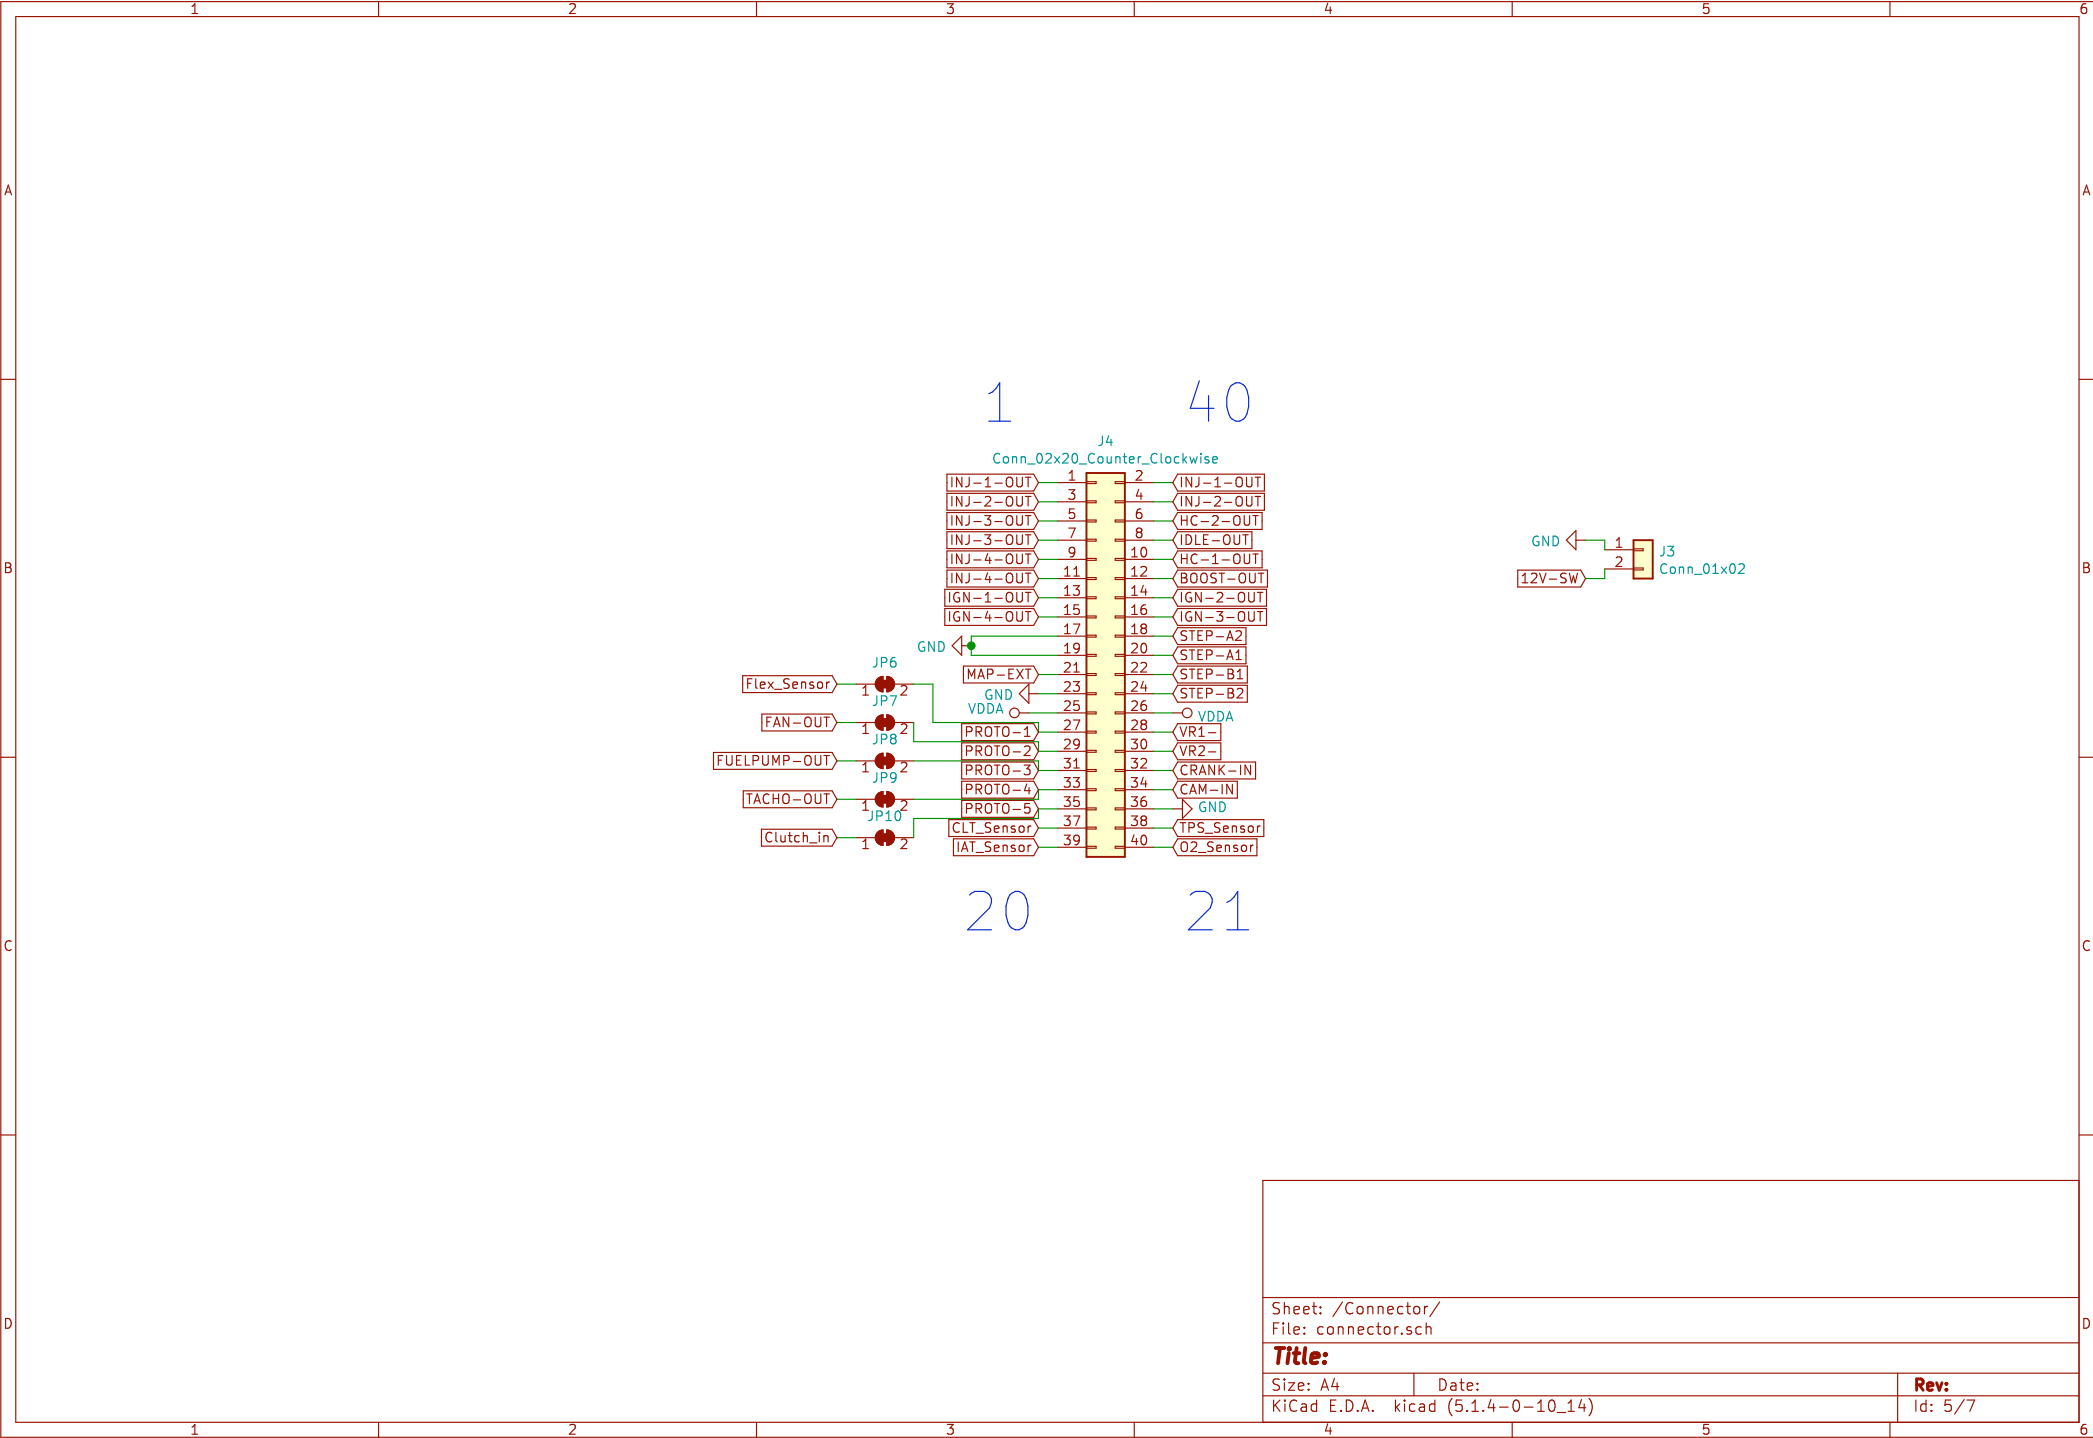 1 2 3 4 5 6
A A
1 40
J4
Conn_02x20_Counter_Clockwise
INJ-1-OUT 1 2 INJ-1-OUT
INJ-2-OUT 3 4 INJ-2-OUT
INJ-3-OUT 5 6 HC-2-OUT
INJ-3-OUT 7 8 IDLE-OUT
INJ-4-OUT 9 10 HC-1-OUT
INJ-4-OUT 11 12 BOOST-OUT
IGN-1-OUT 13 14 IGN-2-OUT
IGN-4-OUT 15 16 IGN-3-OUT
17 18 STEP-A2
GND
19 20 STEP-A1
MAP-EXT 21 22 STEP-B1
GND 23 24 STEP-B2
VDDA 25 26 VDDA
PROTO-1 27 28 VR1-
PROTO-2 29 30 VR2-
PROTO-3 31 32 CRANK-IN
PROTO-4 33 34 CAM-IN
PROTO-5 35 36 GND
CLT_Sensor 37 38 TPS_Sensor
IAT_Sensor 39 40 O2_Sensor
JP6
Flex_Sensor 1 2
JP7
FAN-OUT 1 2
JP8
FUELPUMP-OUT 1 2
JP9
TACHO-OUT 1 2
JP10
Clutch_in 1 2
20 21
GND 1 J3
12V-SW 2 Conn_01x02
B B
C C
D D
Sheet: /Connector/
File: connector.sch
Title:
Size: A4 Date: Rev:
KiCad E.D.A. kicad (5.1.4-0-10_14) Id: 5/7
1 2 3 4 5 6